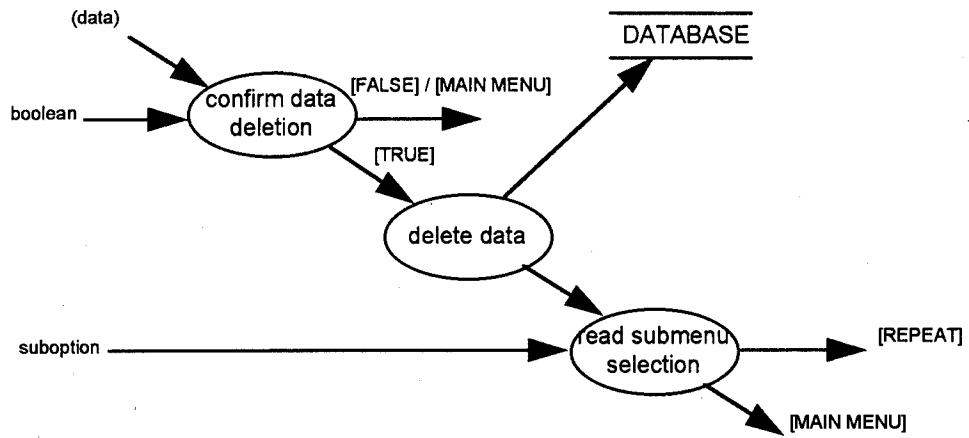 (data)
DATABASE
confirm data
deletion
[FALSE] / [MAIN MENU]
boolean
[TRUE]
delete data
read submenu
selection
[REPEAT]
suboption
[MAIN MENU]